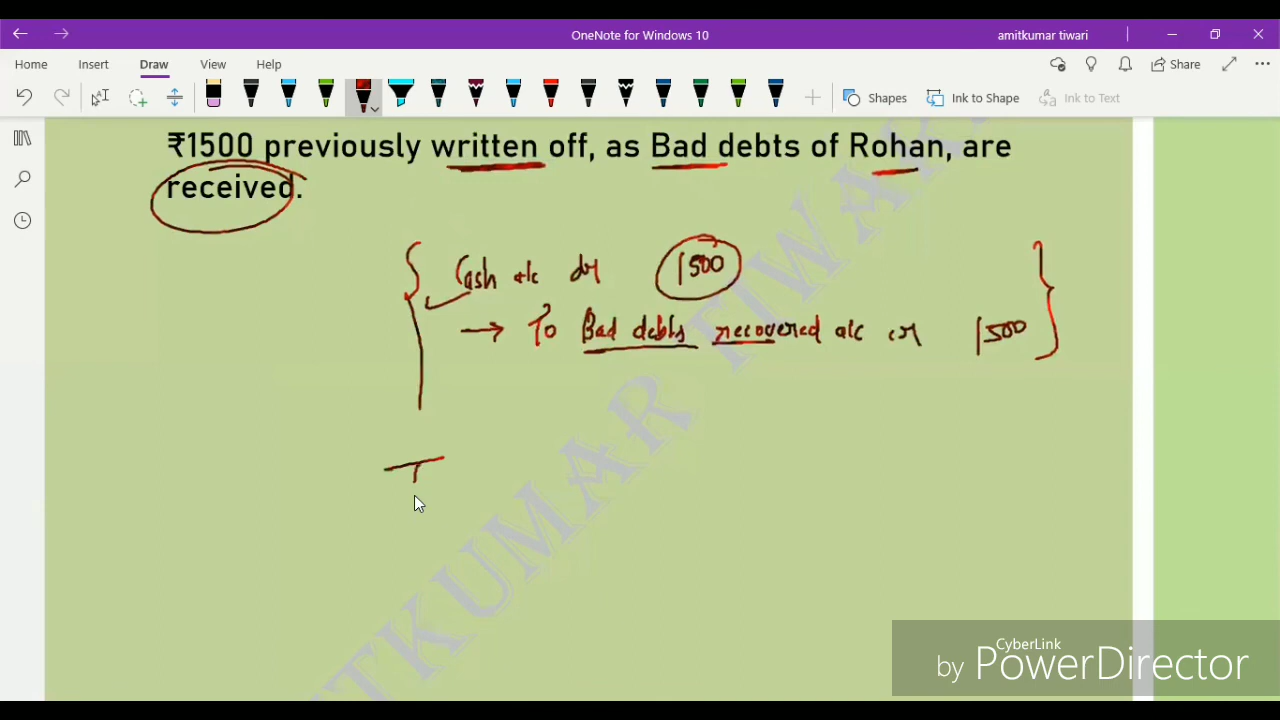 OneNote for Windows 10
amitkumar tiwari
Home Insert Draw View Help
Share
Shapes Ink to Shape Ink to Text
₹1500 previously written off, as Bad debts of Rohan, are
received.
Cash a/c dr 1500
→ To Bad debts recovered a/c cr 1500
CyberLink
by PowerDirector